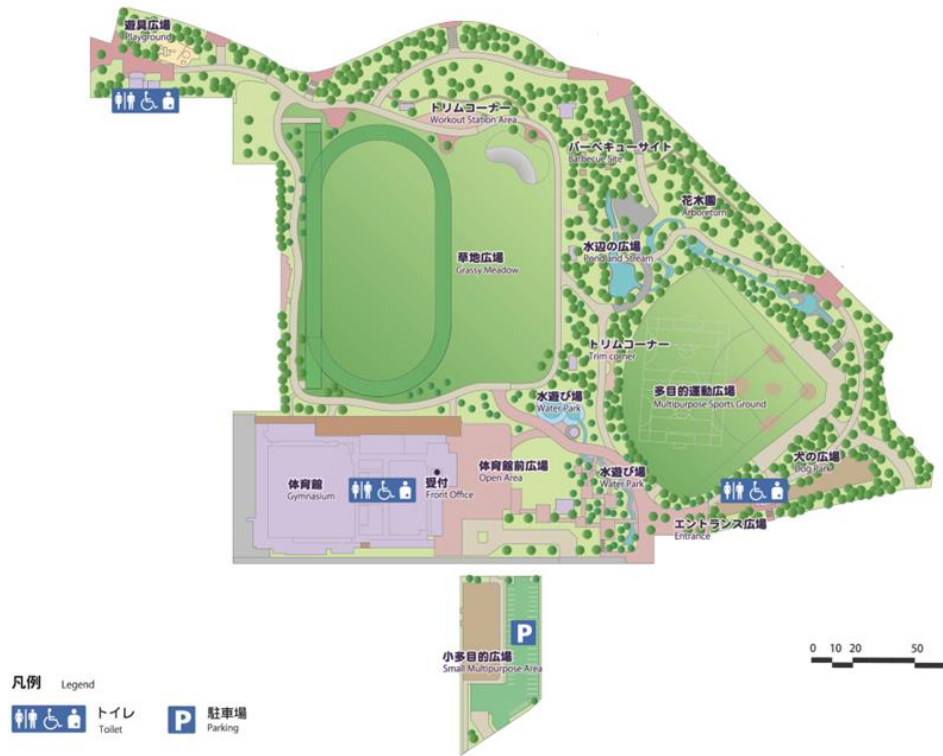 遊具広場
Playground
トリムコーナー
Workout Station Area
バーベキューサイト
Barbecue Site
花木園
Arboretum
水辺の広場
Pond and Stream
草地広場
Grassy Meadow
トリムコーナー
Trim corner
多目的運動広場
Multipurpose Sports Ground
水遊び場
Water Park
体育館前広場
Open Area
水遊び場
Water Park
犬の広場
Dog Park
体育館
Gymnasium
受付
Front Office
エントランス広場
Entrance
P
小多目的広場
Small Multipurpose Area
0 10 20 50
凡例 Legend
トイレ
Toilet
P
駐車場
Parking